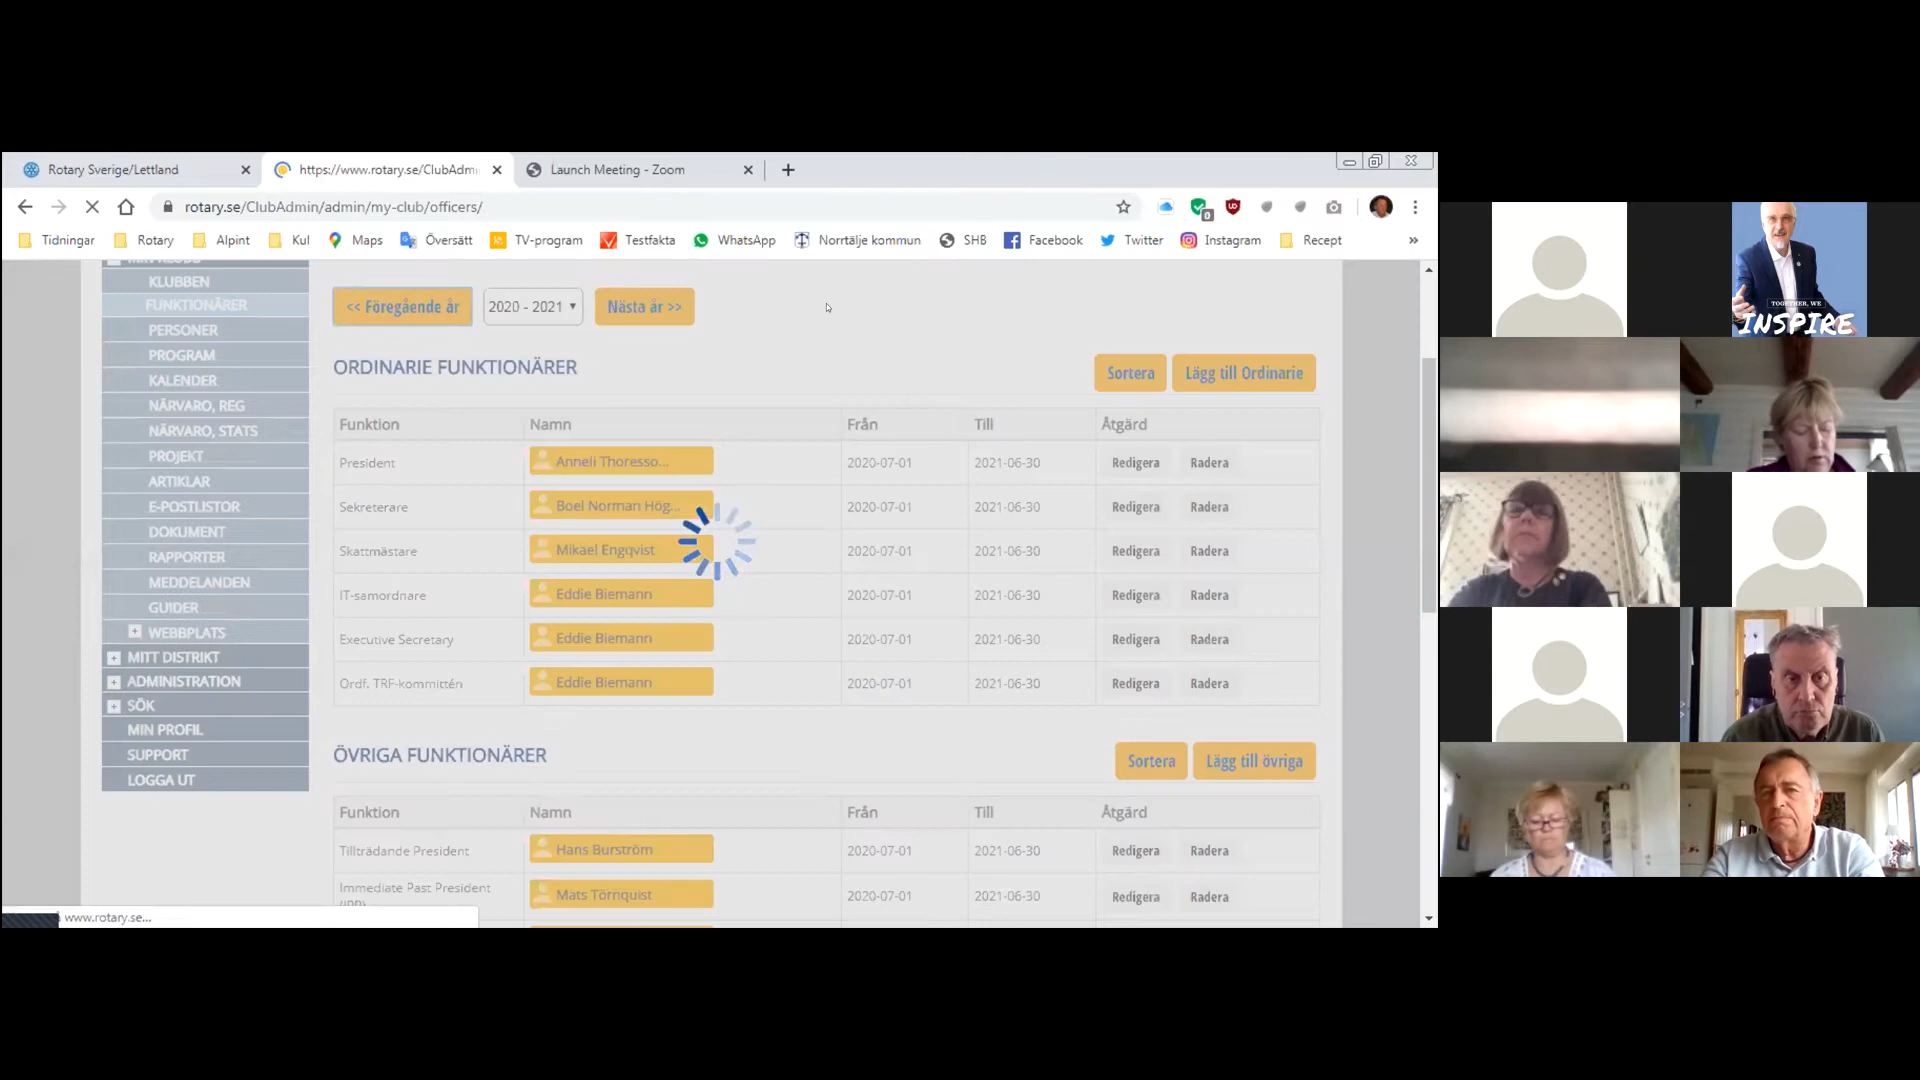 Rotary Sverige/Lettland
https://www.rotary.se/ClubAdm
Launch Meeting - Zoom
rotary.se/ClubAdmin/admin/my-club/officers/
Tidningar Rotary Alpint Kul Maps Översätt TV-program Testfakta WhatsApp Norrtälje kommun SHB Facebook Twitter Instagram Recept »
KLUBBEN
FUNKTIONÄRER
PERSONER
PROGRAM
KALENDER
NÄRVARO, REG
NÄRVARO, STATS
PROJEKT
ARTIKLAR
E-POSTLISTOR
DOKUMENT
RAPPORTER
MEDDELANDEN
GUIDER
WEBBPLATS
MITT DISTRIKT
ADMINISTRATION
SÖK
MIN PROFIL
SUPPORT
LOGGA UT
<< Föregående år 2020 - 2021 Nästa år >>
ORDINARIE FUNKTIONÄRER
Sortera Lägg till Ordinarie
Funktion Namn Från Till Åtgärd
President Anneli Thoresso... 2020-07-01 2021-06-30 Redigera Radera
Sekreterare Boel Norman Hög... 2020-07-01 2021-06-30 Redigera Radera
Skattmästare Mikael Engqvist 2020-07-01 2021-06-30 Redigera Radera
IT-samordnare Eddie Biemann 2020-07-01 2021-06-30 Redigera Radera
Executive Secretary Eddie Biemann 2020-07-01 2021-06-30 Redigera Radera
Ordf. TRF-kommittén Eddie Biemann 2020-07-01 2021-06-30 Redigera Radera
ÖVRIGA FUNKTIONÄRER
Sortera Lägg till övriga
Funktion Namn Från Till Åtgärd
Tillträdande President Hans Burström 2020-07-01 2021-06-30 Redigera Radera
Immediate Past President Mats Törnquist 2020-07-01 2021-06-30 Redigera Radera
www.rotary.se...
TOGETHER, WE
INSPIRE